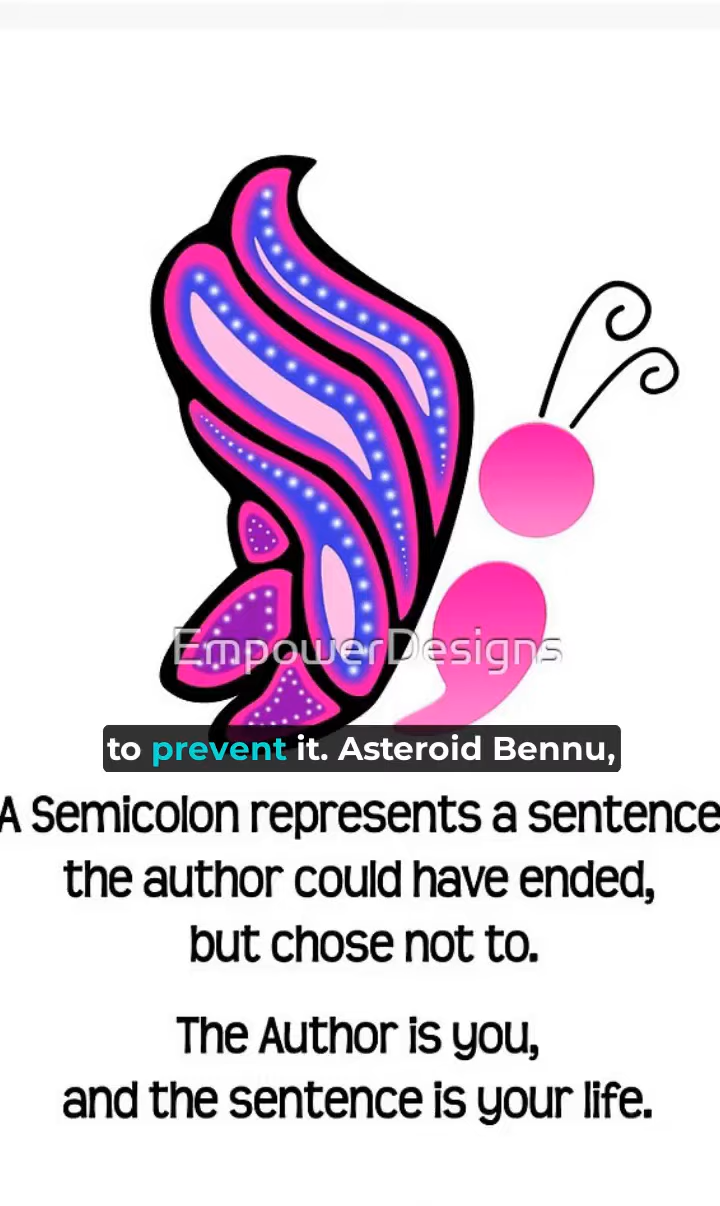 EmpowerDesigns
to prevent it. Asteroid Bennu,
A Semicolon represents a sentence
the author could have ended,
but chose not to.
The Author is you,
and the sentence is your life.